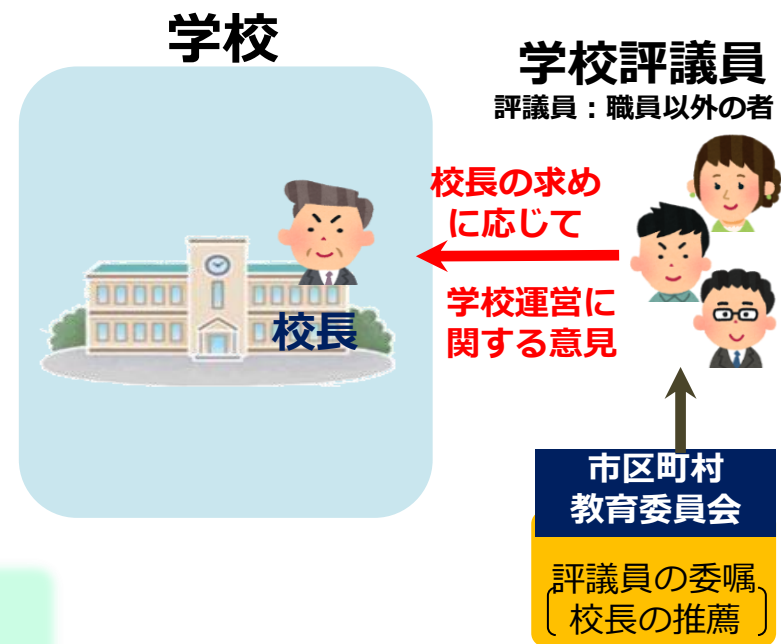 学校
学校評議員
評議員：職員以外の者
校長の求め
に応じて
学校運営に
関する意見
校長
市区町村
教育委員会
評議員の委嘱
校長の推薦